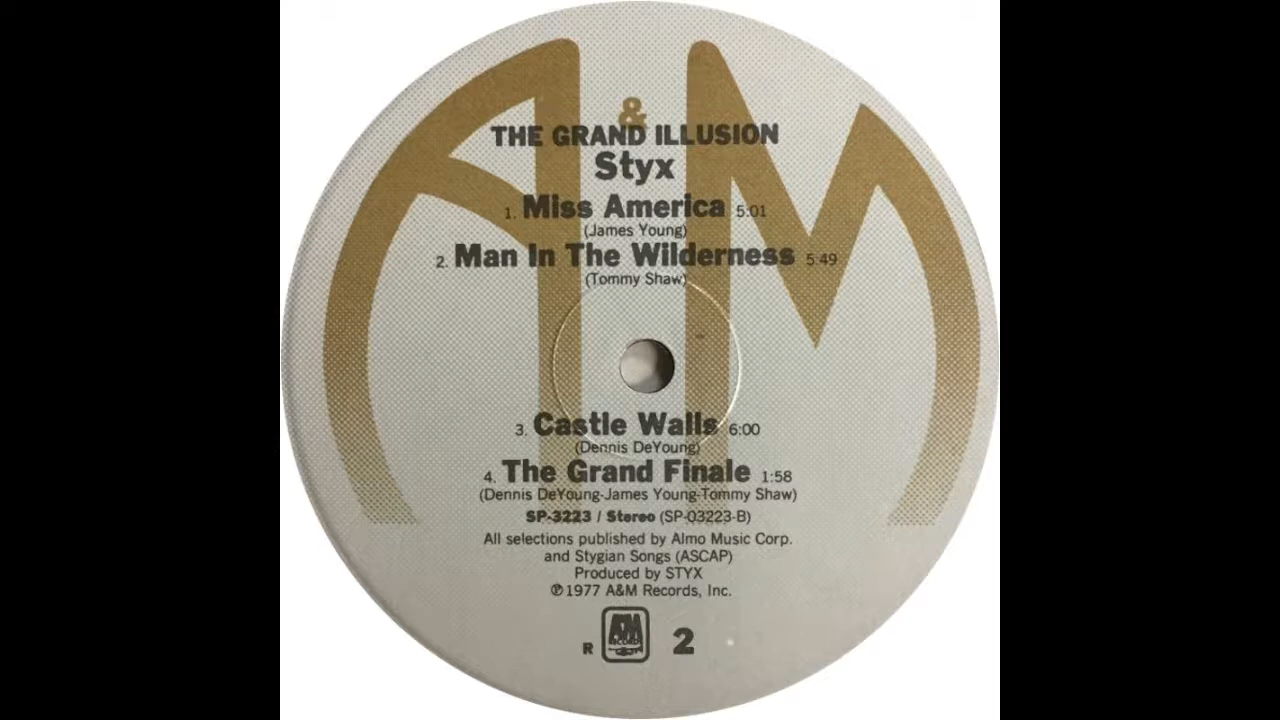 A&M
THE GRAND ILLUSION
Styx
1. Miss America 5:01
(James Young)
2. Man In The Wilderness 5:49
(Tommy Shaw)
3. Castle Walls 6:00
(Dennis DeYoung)
4. The Grand Finale 1:58
(Dennis DeYoung-James Young-Tommy Shaw)
SP-3223 / Stereo (SP-03223-B)
All selections published by Almo Music Corp.
and Stygian Songs (ASCAP)
Produced by STYX
℗1977 A&M Records, Inc.
R A&M RECORDS 2